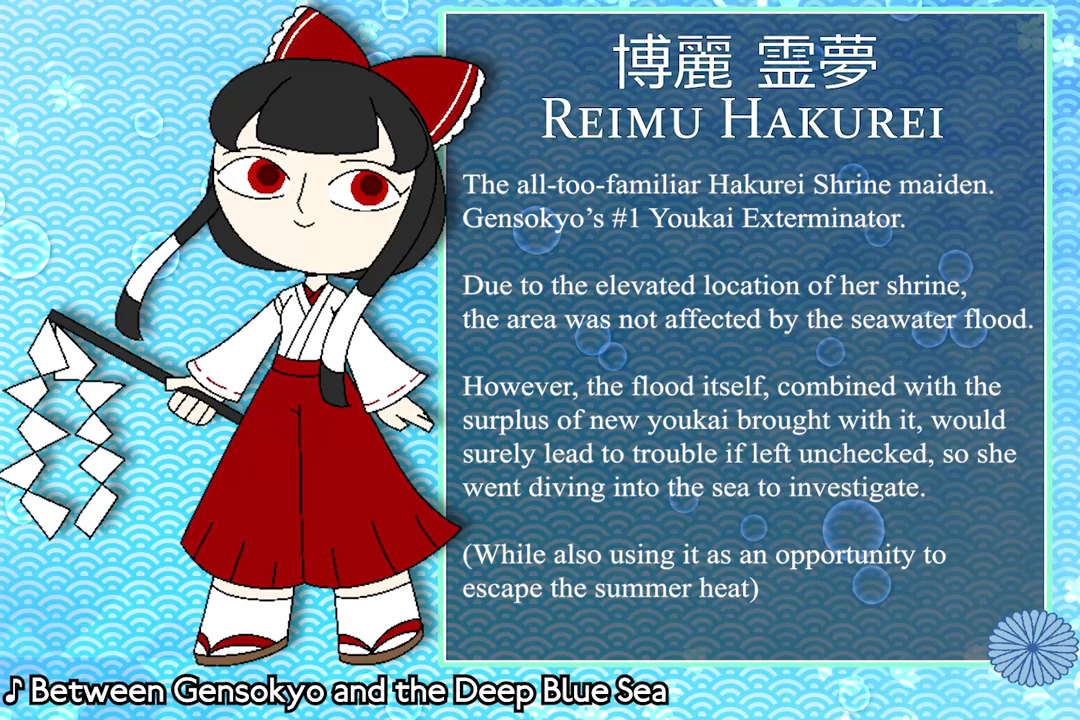 博麗 霊夢
Reimu Hakurei
The all-too-familiar Hakurei Shrine maiden.
Gensokyo’s #1 Youkai Exterminator.
Due to the elevated location of her shrine,
the area was not affected by the seawater flood.
However, the flood itself, combined with the
surplus of new youkai brought with it, would
surely lead to trouble if left unchecked, so she
went diving into the sea to investigate.
(While also using it as an opportunity to
escape the summer heat)
♪ Between Gensokyo and the Deep Blue Sea